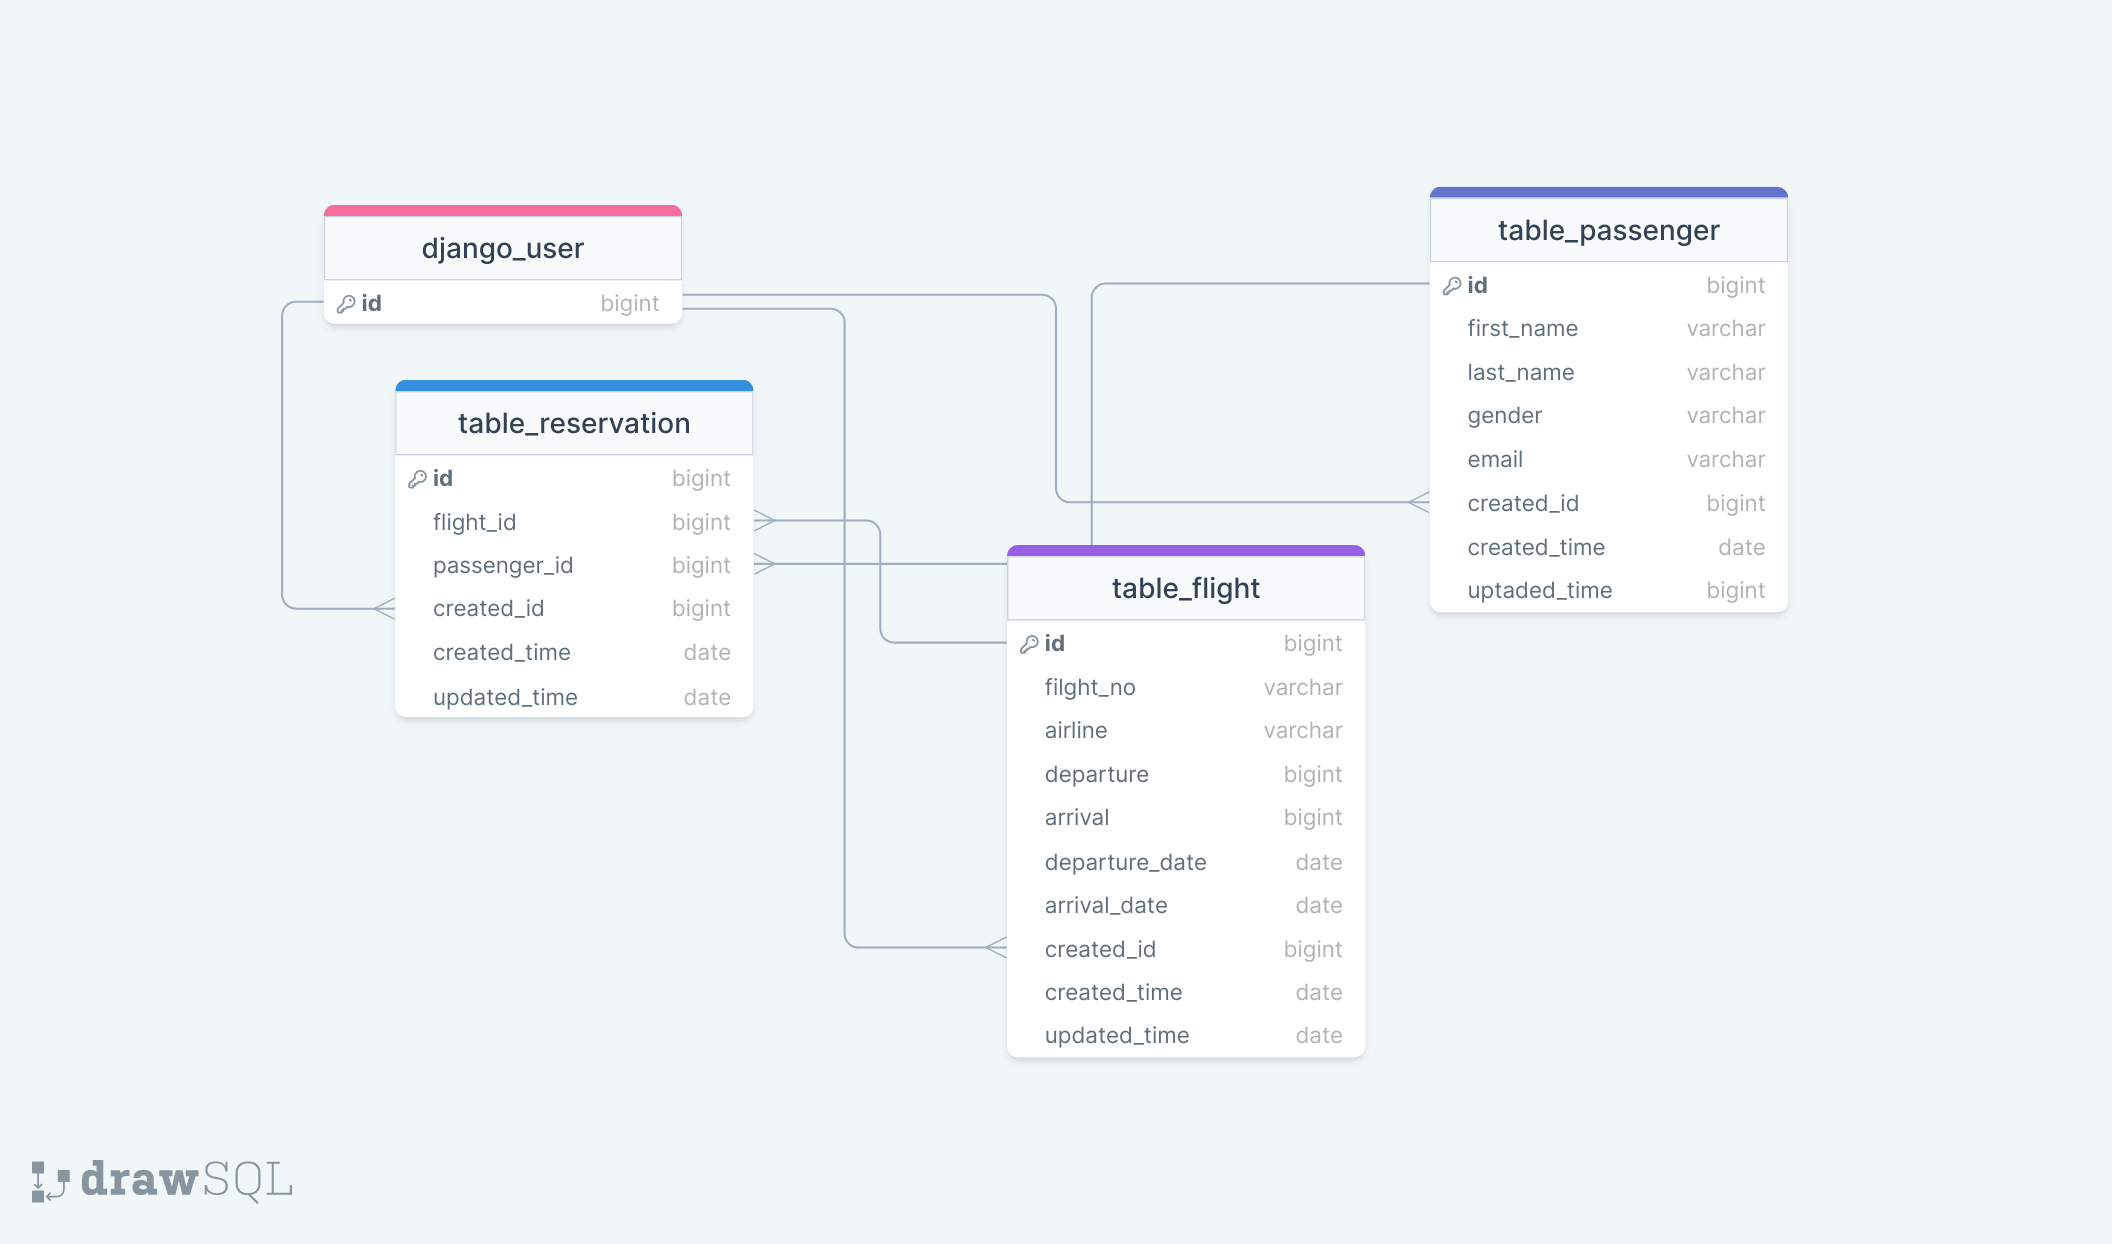 django_user
id bigint
table_reservation
id bigint
flight_id bigint
passenger_id bigint
created_id bigint
created_time date
updated_time date
table_flight
id bigint
filght_no varchar
airline varchar
departure bigint
arrival bigint
departure_date date
arrival_date date
created_id bigint
created_time date
updated_time date
table_passenger
id bigint
first_name varchar
last_name varchar
gender varchar
email varchar
created_id bigint
created_time date
uptaded_time bigint
drawSQL